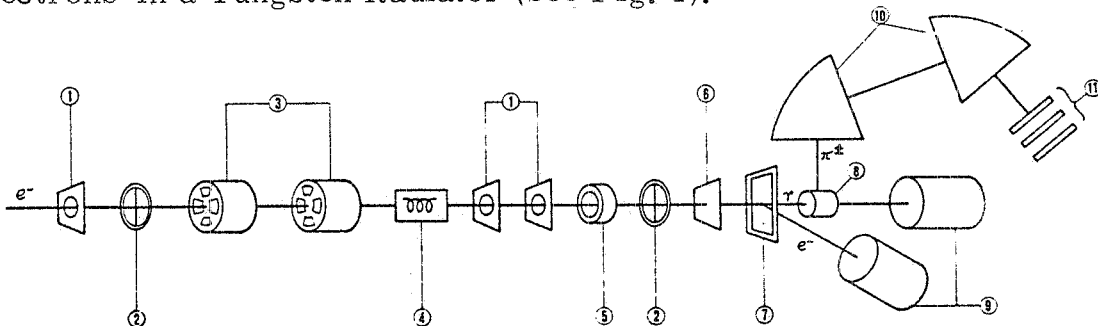 in a Tungsten Radiator (see Fig. 1).
⑩
① ③ ① ⑥ ⑪
π± ⑧
e⁻ γ
e⁻
② ④ ⑤ ② ⑦ ⑨